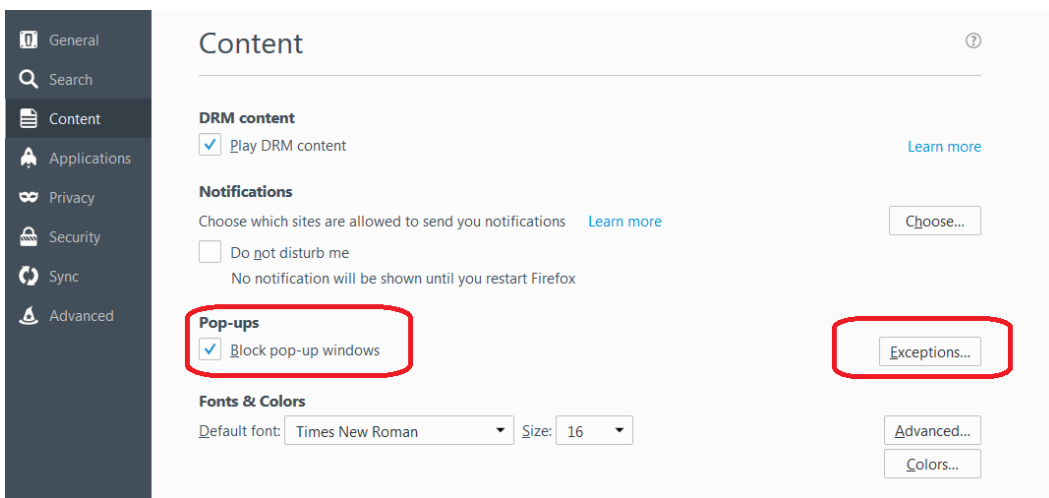 General
Search
Content
Applications
Privacy
Security
Sync
Advanced
Content
?
DRM content
Play DRM content
Learn more
Notifications
Choose which sites are allowed to send you notifications Learn more
Choose...
Do not disturb me
No notification will be shown until you restart Firefox
Pop-ups
Block pop-up windows
Exceptions...
Fonts & Colors
Default font: Times New Roman Size: 16
Advanced...
Colors...